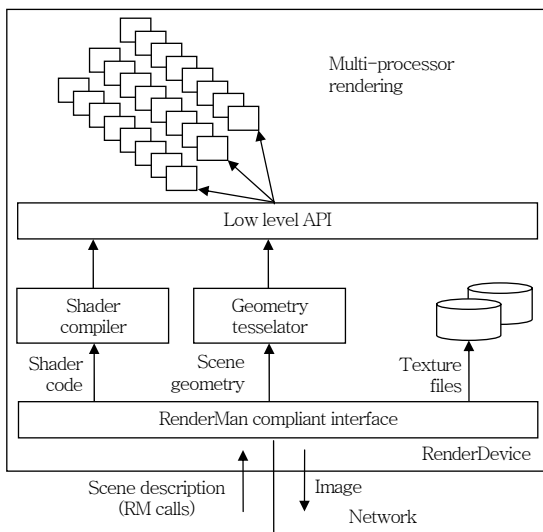 Multi-processor
rendering
Low level API
Shader
compiler
Geometry
tesselator
Shader
code
Scene
geometry
Texture
files
RenderMan compliant interface
RenderDevice
Scene description
(RM calls)
Image
Network